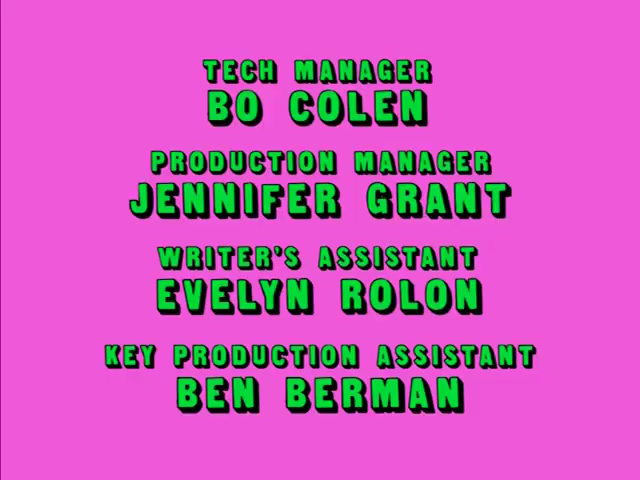 TECH MANAGER
BO COLEN
PRODUCTION MANAGER
JENNIFER GRANT
WRITER'S ASSISTANT
EVELYN ROLON
KEY PRODUCTION ASSISTANT
BEN BERMAN